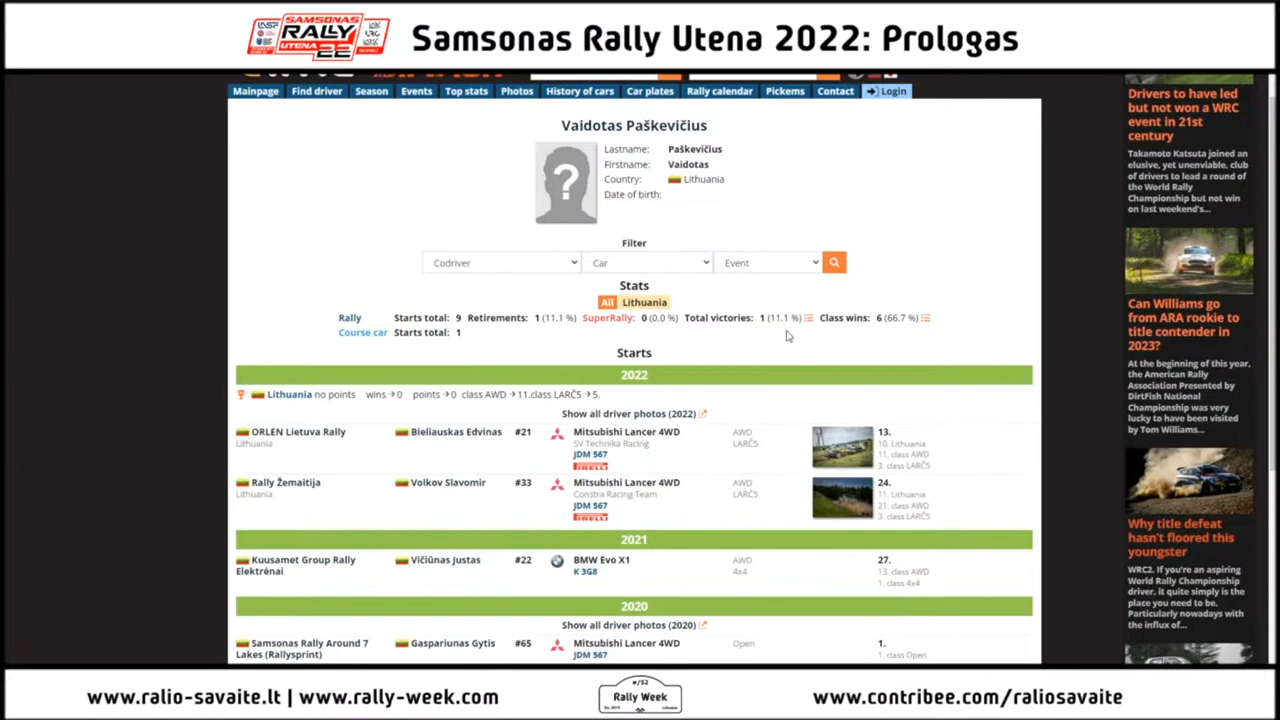 SAMSONAS
RALLY
UTENA 22
LASF
Samsonas Rally Utena 2022: Prologas
Mainpage Find driver Season Events Top stats Photos History of cars Car plates Rally calendar Pickems Contact Login
Vaidotas Paškevičius
Lastname: Paškevičius
Firstname: Vaidotas
Country: Lithuania
Date of birth:
Filter
Codriver Car Event
Stats
All Lithuania
Rally Starts total: 9 Retirements: 1 (11.1 %) SuperRally: 0 (0.0 %) Total victories: 1 (11.1 %) Class wins: 6 (66.7 %)
Course car Starts total: 1
Starts
2022
Lithuania no points wins→0 points→0 class AWD →11.class LARČ5 →5.
Show all driver photos (2022)
ORLEN Lietuva Rally Bieliauskas Edvinas #21 Mitsubishi Lancer 4WD AWD 13.
Lithuania SV Technika Racing LARČ5 10. Lithuania
JDM 567 11. class AWD
PIRELLI 3. class LARČ5
Rally Žemaitija Volkov Slavomir #33 Mitsubishi Lancer 4WD AWD 24.
Lithuania Constra Racing Team LARČ5 11. Lithuania
JDM 567 21. class AWD
PIRELLI 3. class LARČ5
2021
Kuusamet Group Rally Vičiūnas Justas #22 BMW Evo X1 AWD 27.
Elektrėnai K 3G8 4x4 13. class AWD
1. class 4x4
2020
Show all driver photos (2020)
Samsonas Rally Around 7 Gaspariunas Gytis #65 Mitsubishi Lancer 4WD Open 1.
Lakes (Rallysprint) JDM 567 1. class Open
Drivers to have led
but not won a WRC
event in 21st
century
Takamoto Katsuta joined an
elusive, yet unenviable, club
of drivers to lead a round of
the World Rally
Championship but not win
on last weekend's...
Can Williams go
from ARA rookie to
title contender in
2023?
At the beginning of this year,
the American Rally
Association Presented by
DirtFish National
Championship was very
lucky to have been visited
by Tom Williams...
Why title defeat
hasn't floored this
youngster
WRC2. If you're an aspiring
World Rally Championship
driver, it quite simply is the
place you need to be.
Particularly nowadays with
the influx of...
www.ralio-savaite.lt | www.rally-week.com
#/52
Rally Week
Est. 2019 Lithuania
www.contribee.com/raliosavaite